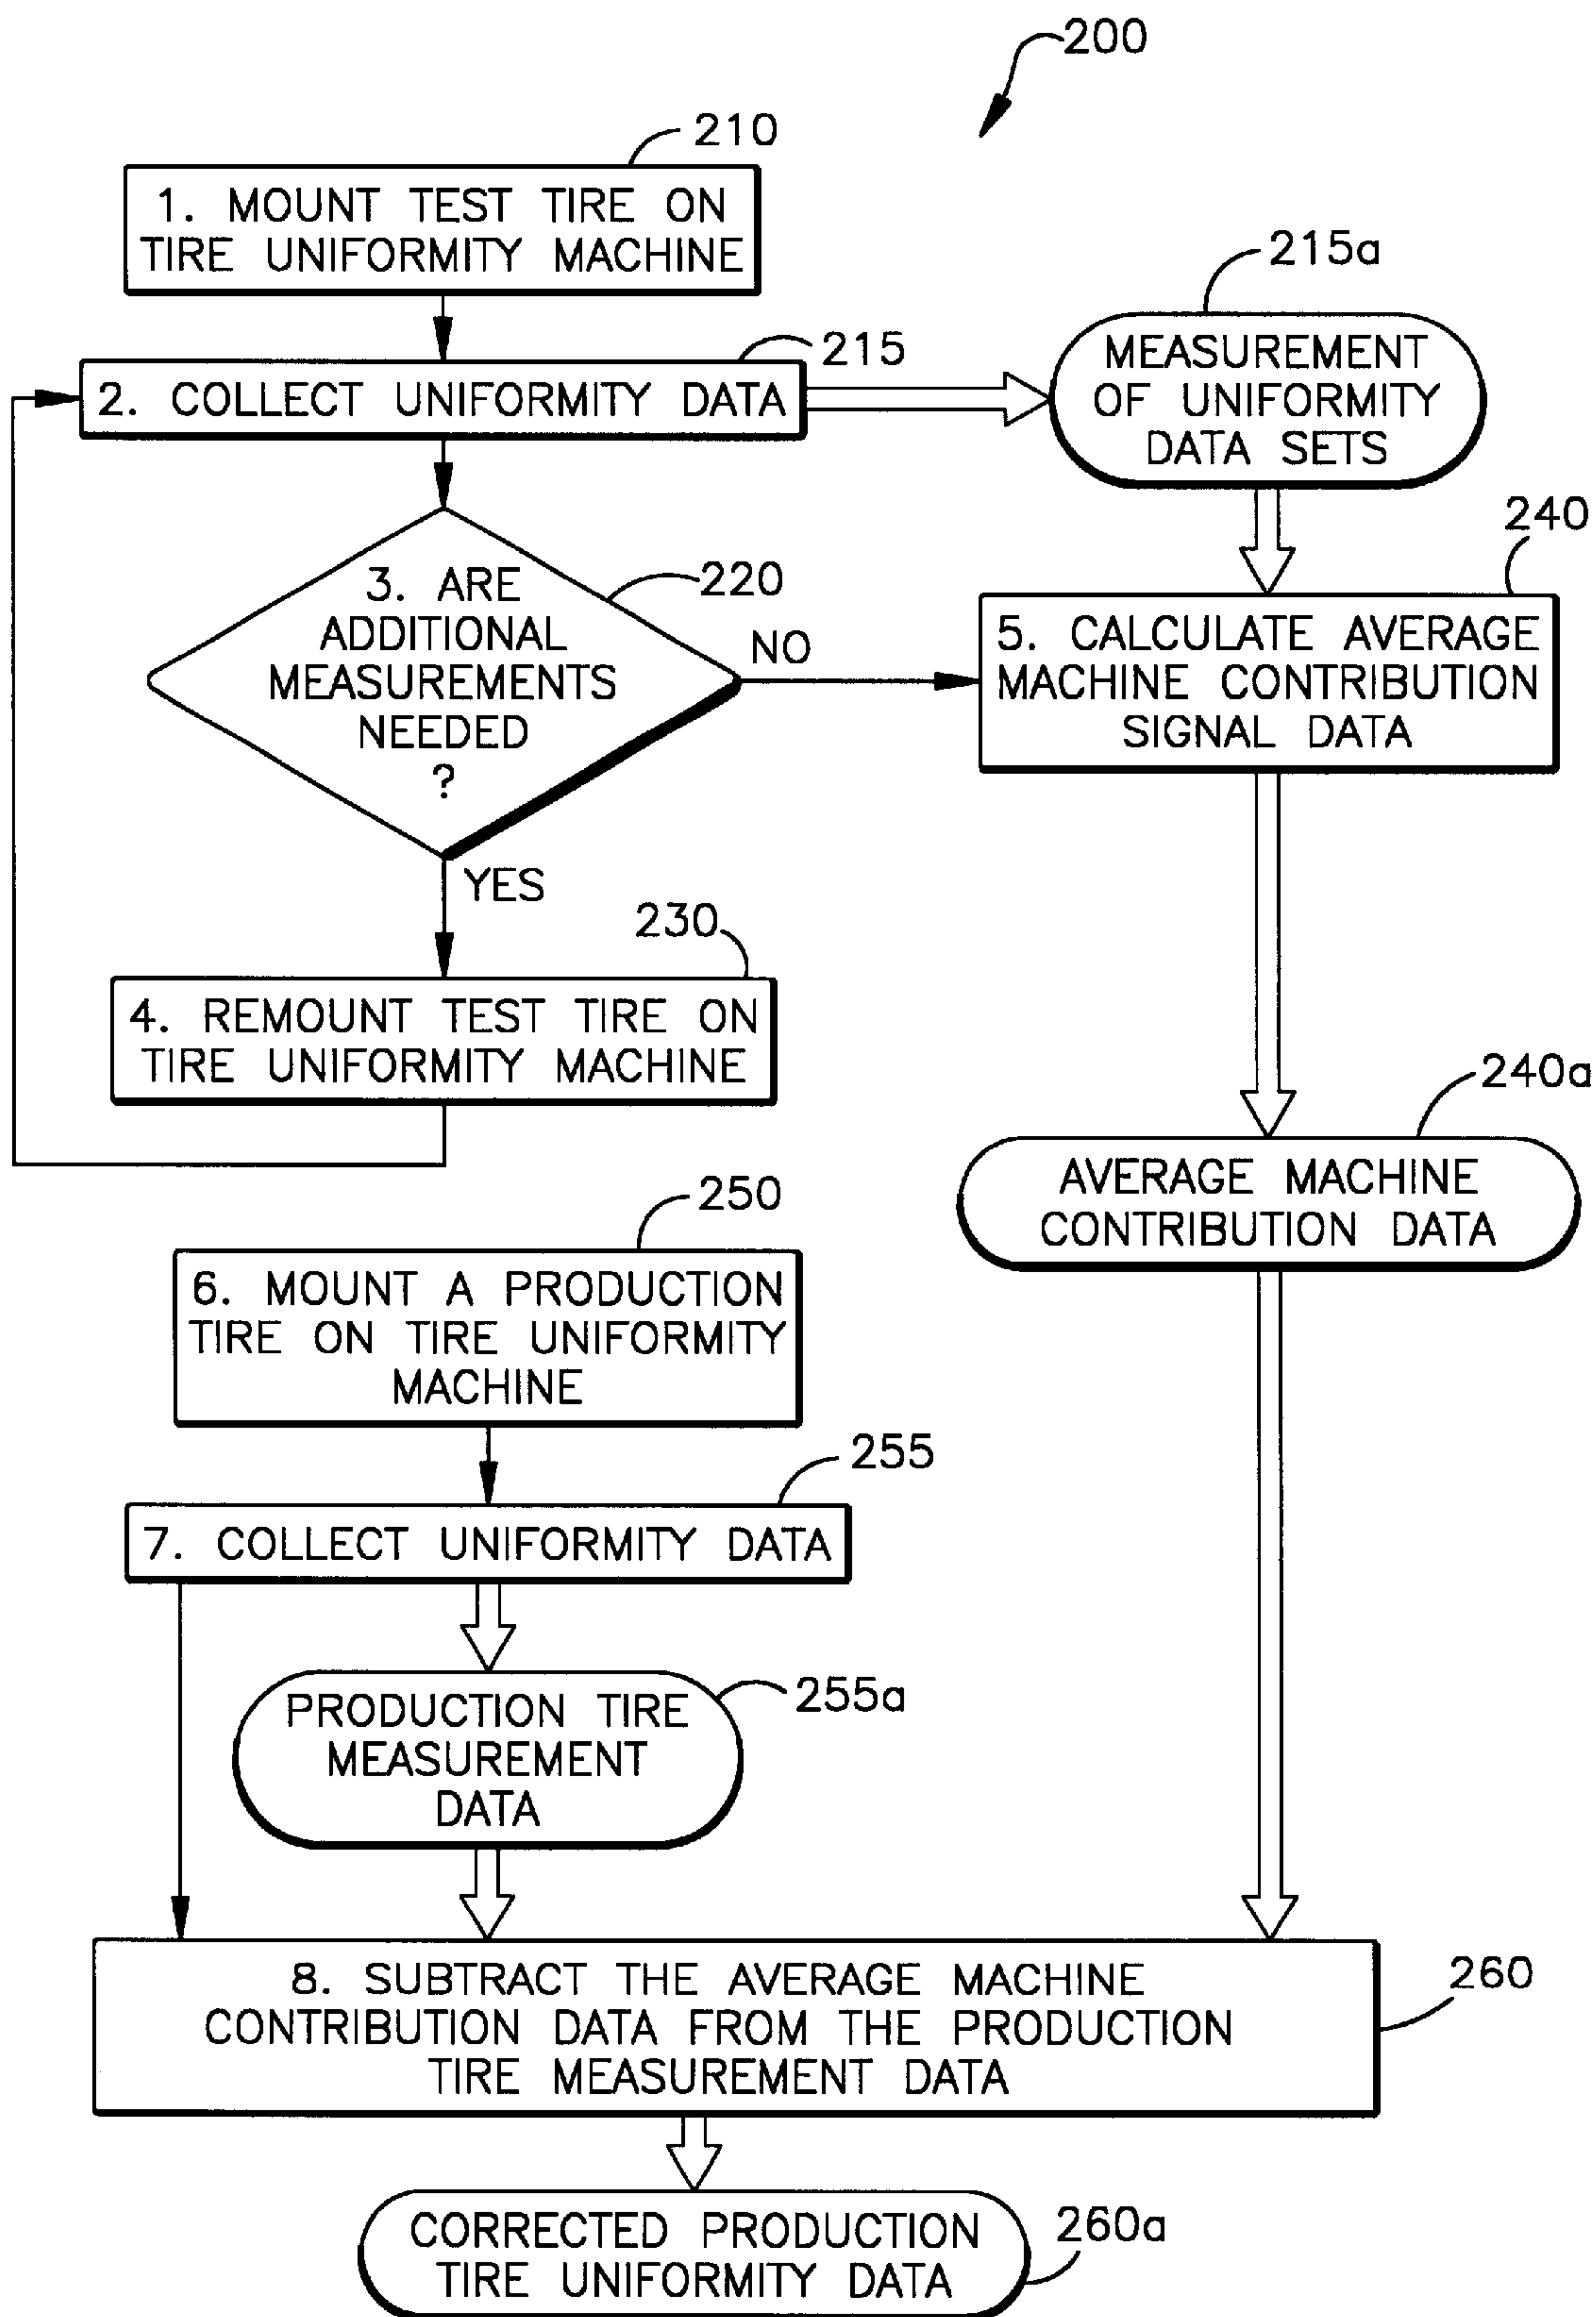 200
210
1. MOUNT TEST TIRE ON
TIRE UNIFORMITY MACHINE
215a
215
MEASUREMENT
OF UNIFORMITY
DATA SETS
2. COLLECT UNIFORMITY DATA
240
220
3. ARE
ADDITIONAL
MEASUREMENTS
NEEDED
?
NO
5. CALCULATE AVERAGE
MACHINE CONTRIBUTION
SIGNAL DATA
YES
230
4. REMOUNT TEST TIRE ON
TIRE UNIFORMITY MACHINE
240a
AVERAGE MACHINE
CONTRIBUTION DATA
250
6. MOUNT A PRODUCTION
TIRE ON TIRE UNIFORMITY
MACHINE
255
7. COLLECT UNIFORMITY DATA
255a
PRODUCTION TIRE
MEASUREMENT
DATA
260
8. SUBTRACT THE AVERAGE MACHINE
CONTRIBUTION DATA FROM THE PRODUCTION
TIRE MEASUREMENT DATA
260a
CORRECTED PRODUCTION
TIRE UNIFORMITY DATA